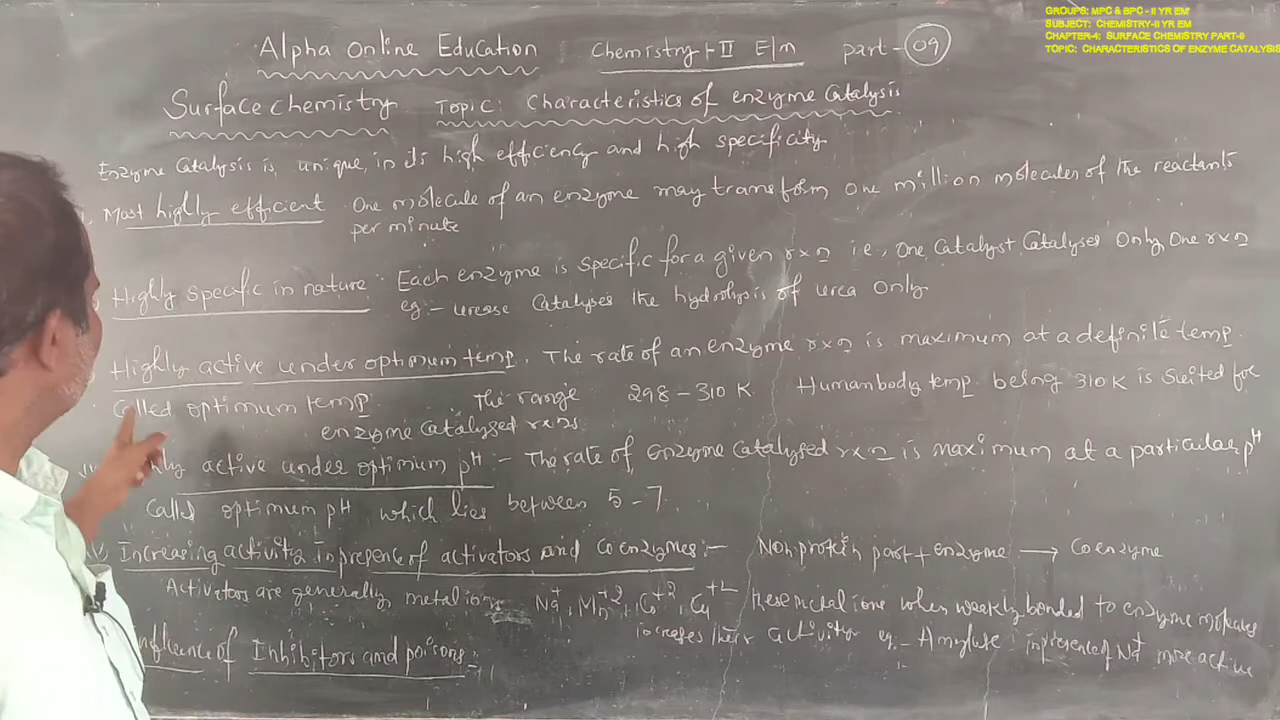 GROUPS: MPC & BPC - II YR EM
SUBJECT: CHEMISTRY-II YR EM
CHAPTER-4: SURFACE CHEMISTRY PART-9
TOPIC: CHARACTERISTICS OF ENZYME CATALYSIS
Alpha Online Education Chemistry-II E/m part - 09
Surface chemistry Topic: Characteristics of enzyme Catalysis
Enzyme Catalysis is unique in its high efficiency and high specificity
Most highly efficient One molecule of an enzyme may transform one million molecules of the reactants
per minute
Highly specific in nature: Each enzyme is specific for a given rxn i.e., One Catalyst Catalyses Only One rxn
eg:- urease Catalyses the hydrolysis of urea Only
Highly active under optimum temp. The rate of an enzyme rxn is maximum at a definite temp.
Called optimum temp. The range 298 - 310 K Human body temp. being 310 K is suited for
enzyme catalysed rxns
active under optimum pH - The rate of enzyme catalysed rxn is maximum at a particular pH
Called optimum pH which lies between 5 - 7.
Increasing activity in presence of activators and Co enzymes:- Non protein part + enzyme → Co enzyme
Activators are generally metal ions Na+, Mn+2, Co+2, Cu+2 these metal ions when weakly bonded to enzyme molecules
increases their activity eg:- Amylase in presence of Na+ more active
Influence of Inhibitors and poisons:-